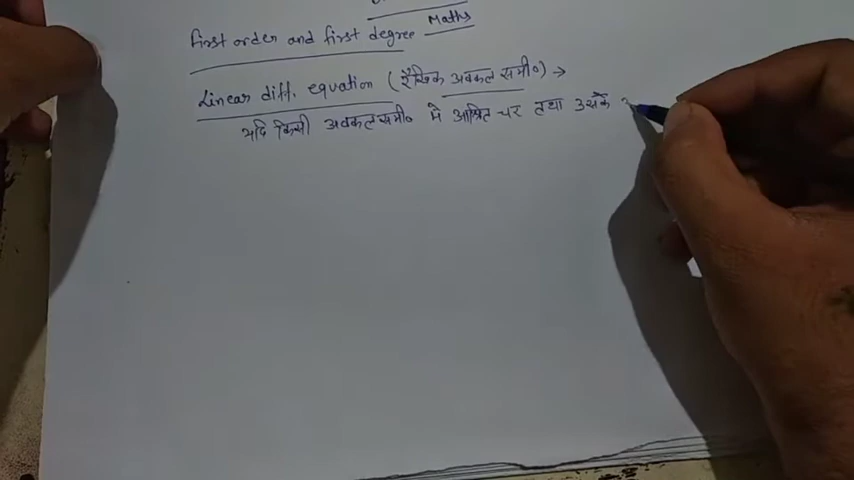 Maths
First order and first degree
Linear diff. equation (रैखिक अवकल समी०) →
यदि किसी अवकल समी० मे आश्रित चर तथा उसके